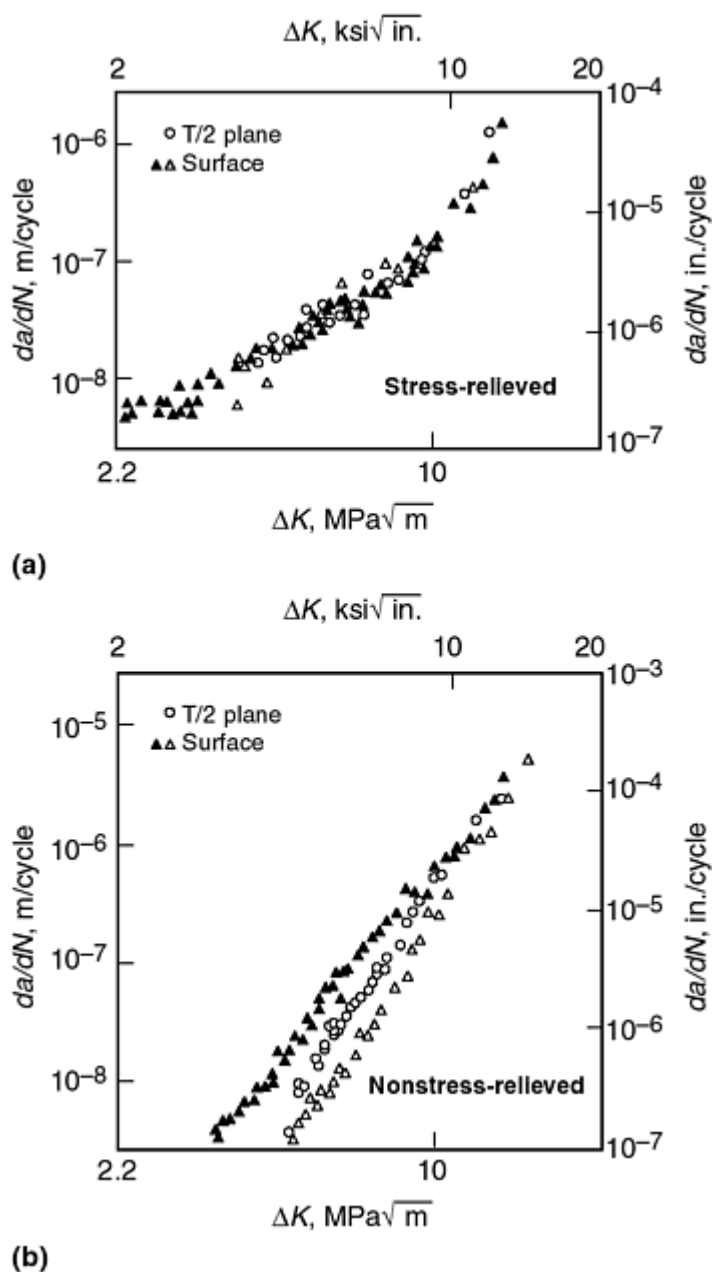 ΔK, ksi√in.
2 10 20
T/2 plane
Surface
10⁻⁶
10⁻⁷
10⁻⁸
da/dN, m/cycle
10⁻⁴
10⁻⁵
10⁻⁶
10⁻⁷
da/dN, in./cycle
Stress-relieved
2.2 10
ΔK, MPa√m
(a)
ΔK, ksi√in.
2 10 20
T/2 plane
Surface
10⁻⁵
10⁻⁶
10⁻⁷
10⁻⁸
da/dN, m/cycle
10⁻³
10⁻⁴
10⁻⁵
10⁻⁶
10⁻⁷
da/dN, in./cycle
Nonstress-relieved
2.2 10
ΔK, MPa√m
(b)